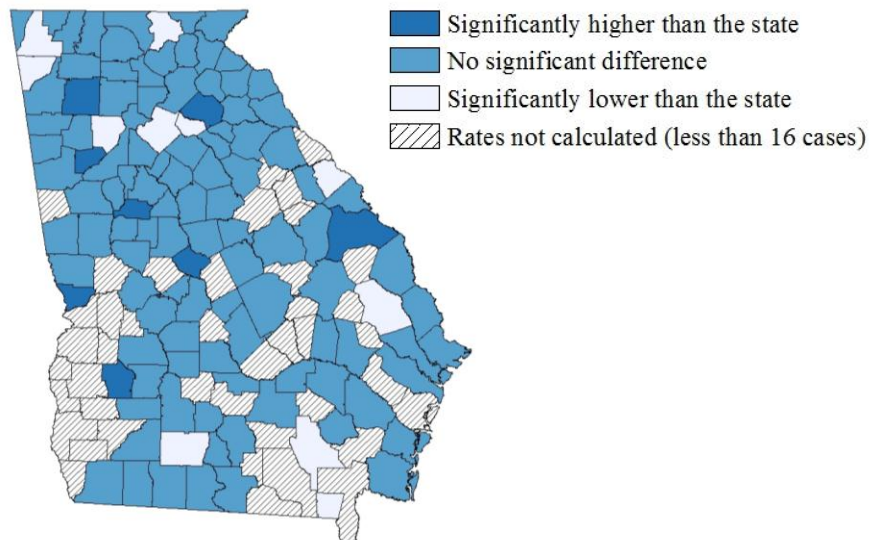 Significantly higher than the state
No significant difference
Significantly lower than the state
Rates not calculated (less than 16 cases)